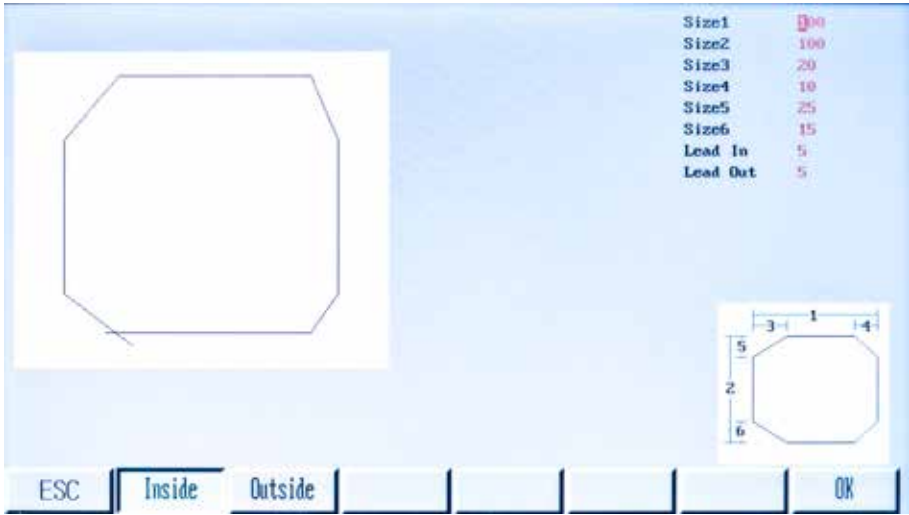 Size1 100
Size2 100
Size3 20
Size4 10
Size5 25
Size6 15
Lead In 5
Lead Out 5
1
3 4
5
2
6
ESC Inside Outside OK